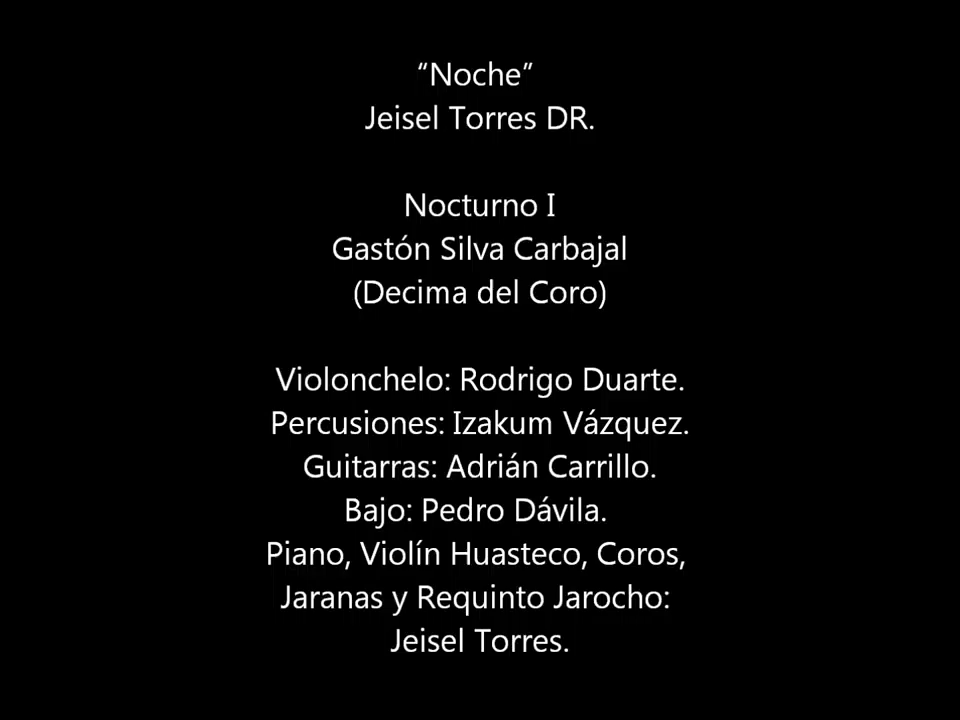 “Noche”
Jeisel Torres DR.
Nocturno I
Gastón Silva Carbajal
(Decima del Coro)
Violonchelo: Rodrigo Duarte.
Percusiones: Izakum Vázquez.
Guitarras: Adrián Carrillo.
Bajo: Pedro Dávila.
Piano, Violín Huasteco, Coros,
Jaranas y Requinto Jarocho:
Jeisel Torres.